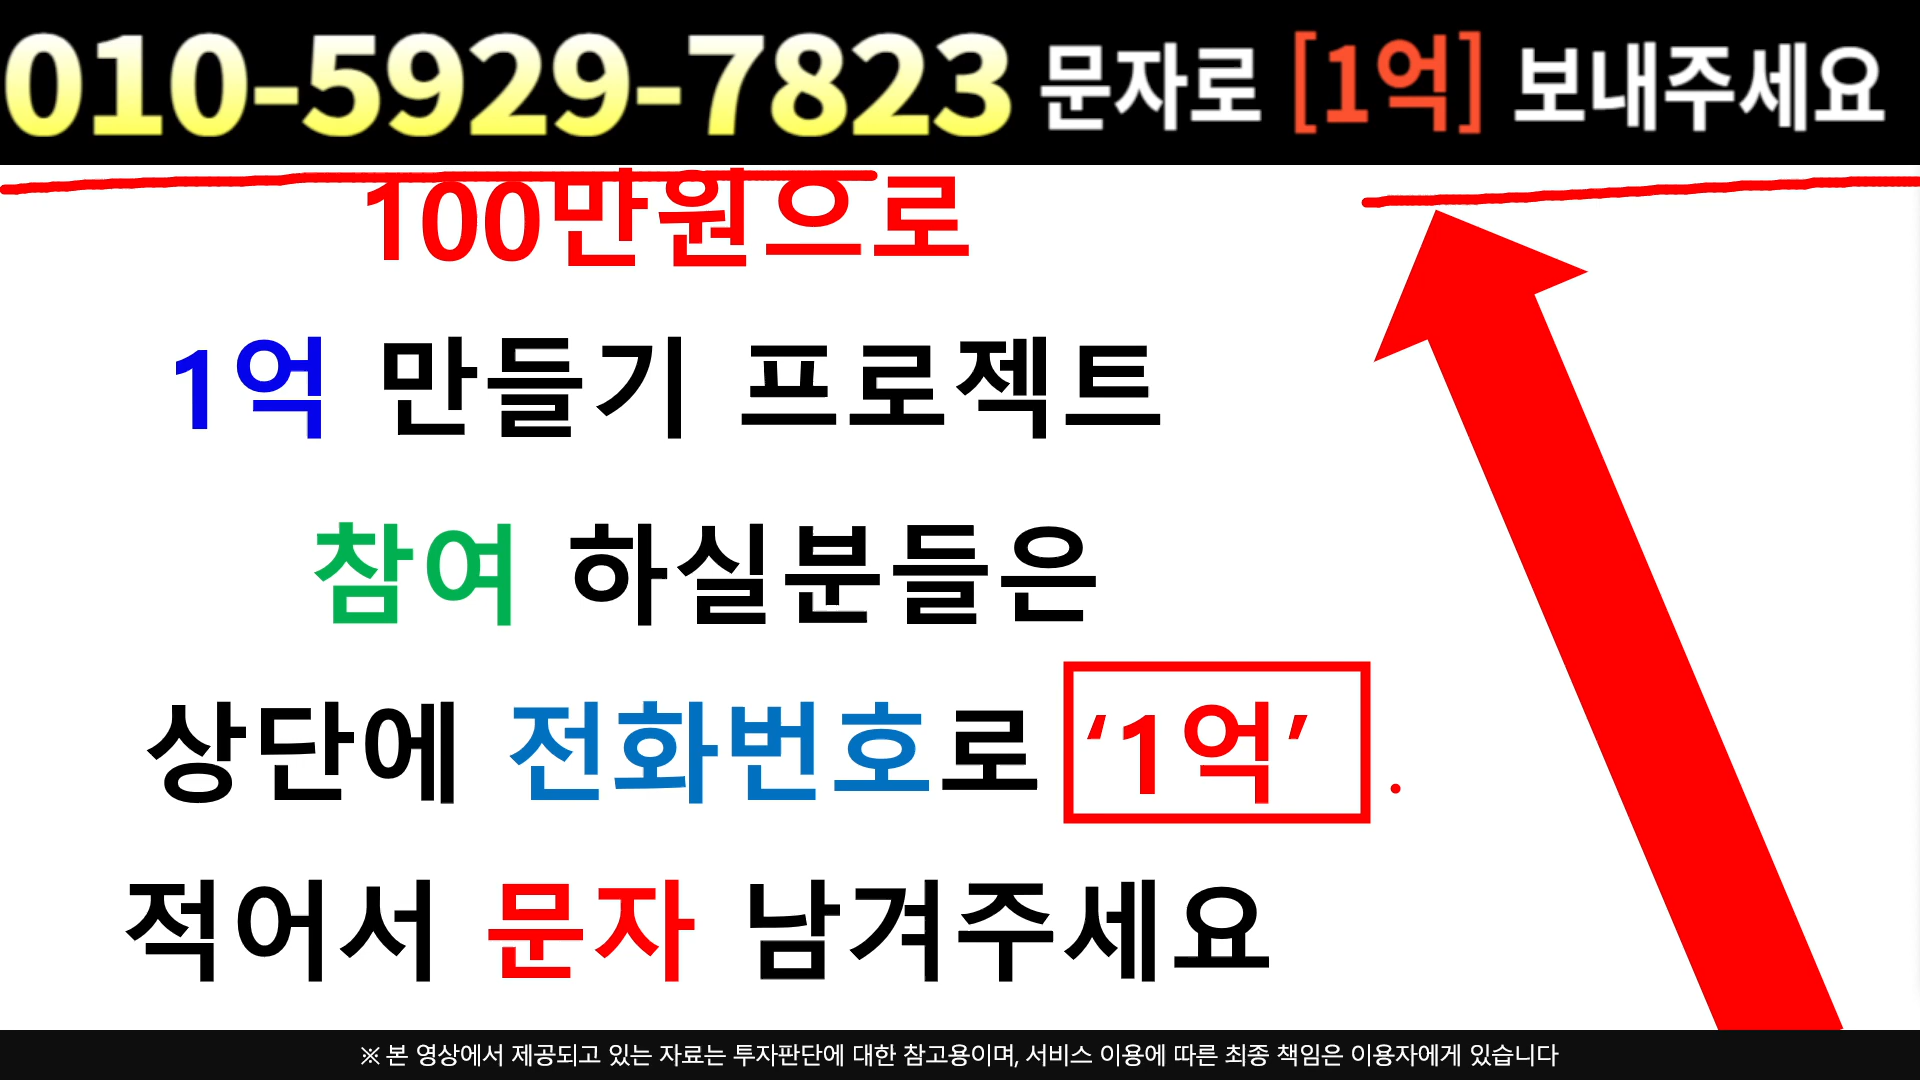 010-5929-7823 문자로 [1억] 보내주세요
100만원으로
1억 만들기 프로젝트
참여 하실분들은
상단에 전화번호로 ‘1억’ .
적어서 문자 남겨주세요
※ 본 영상에서 제공되고 있는 자료는 투자판단에 대한 참고용이며, 서비스 이용에 따른 최종 책임은 이용자에게 있습니다